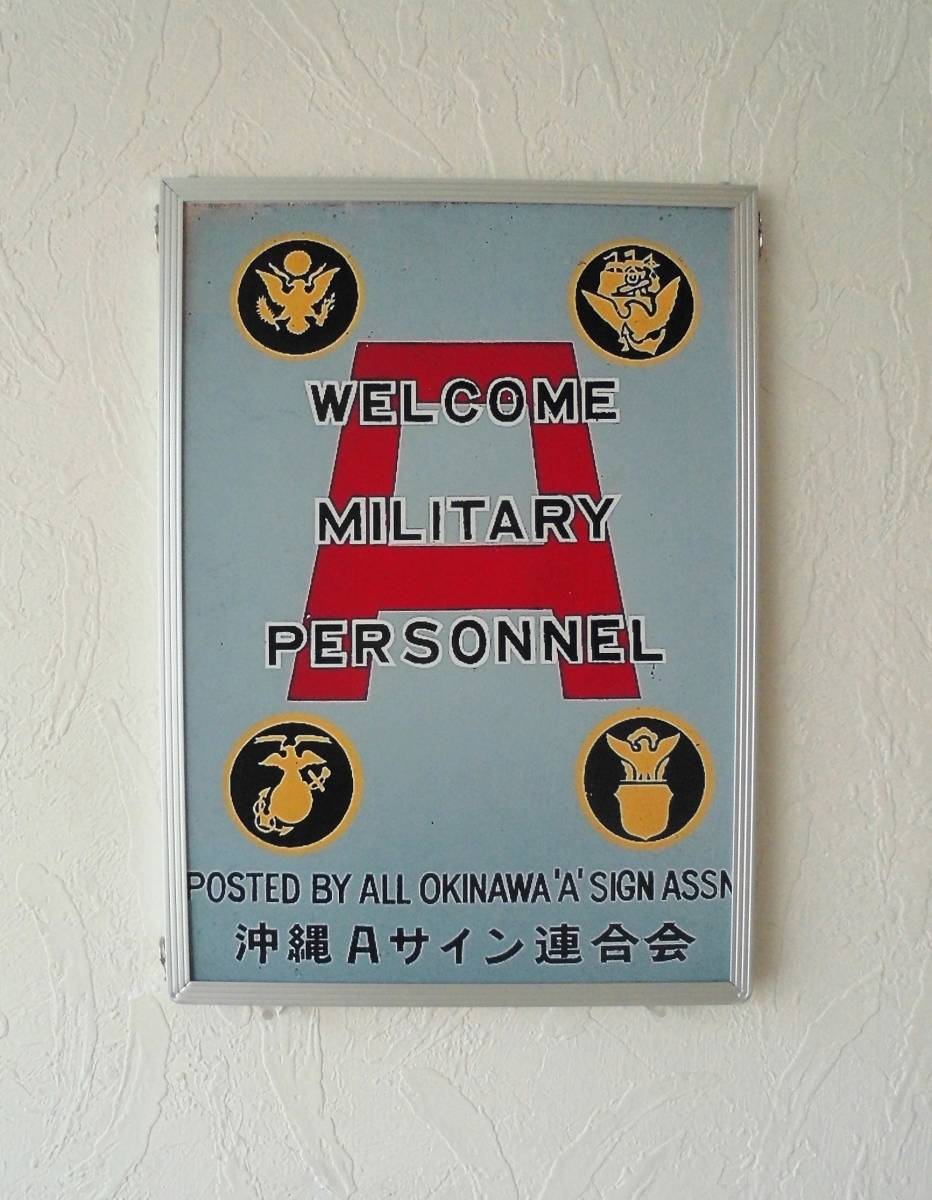 A
WELCOME
MILITARY
PERSONNEL
POSTED BY ALL OKINAWA 'A' SIGN ASSN
沖縄Aサイン連合会